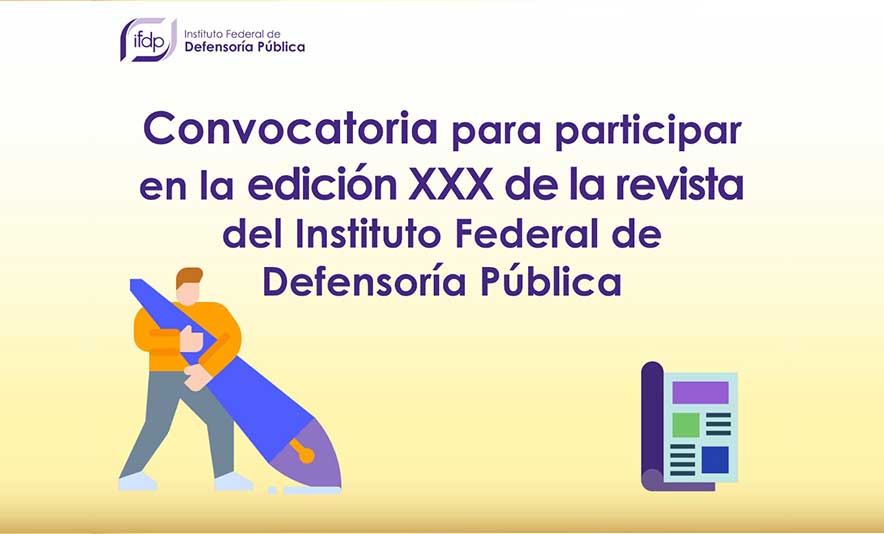 ifdp
Instituto Federal de
Defensoría Pública
Convocatoria para participar
en la edición XXX de la revista
del Instituto Federal de
Defensoría Pública